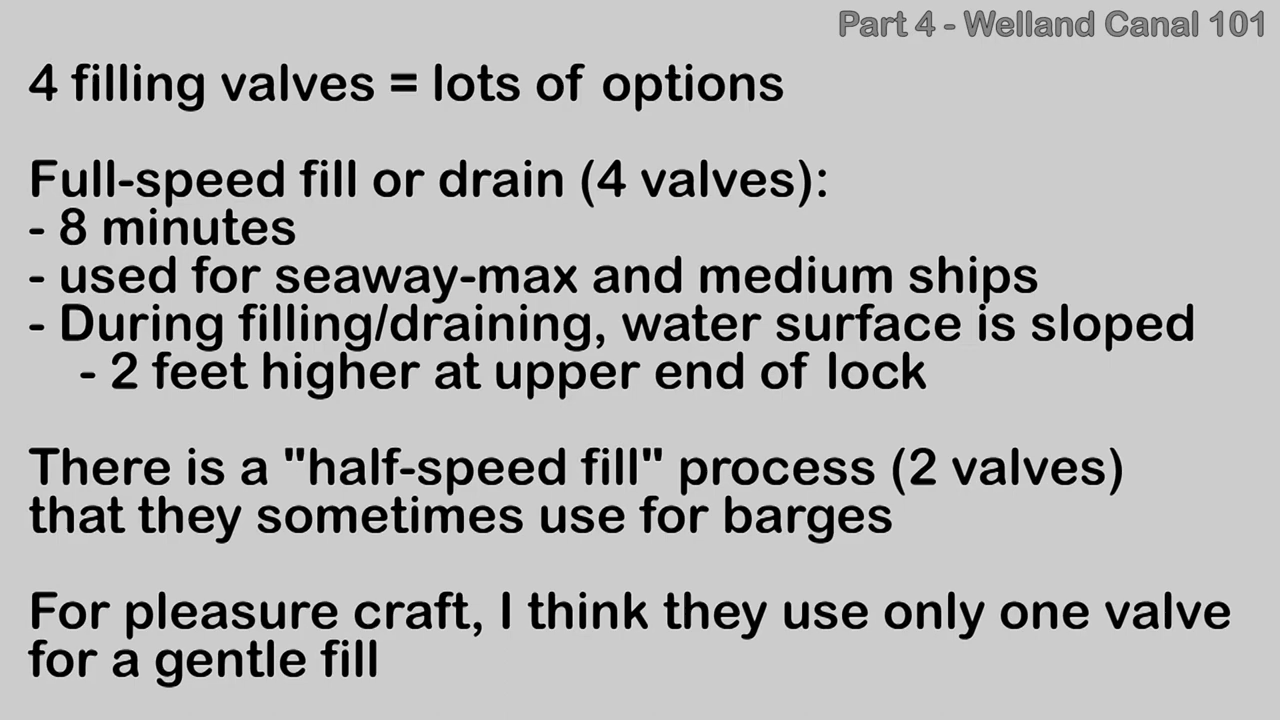 Part 4 - Welland Canal 101
4 filling valves = lots of options
Full-speed fill or drain (4 valves):
- 8 minutes
- used for seaway-max and medium ships
- During filling/draining, water surface is sloped
- 2 feet higher at upper end of lock
There is a "half-speed fill" process (2 valves)
that they sometimes use for barges
For pleasure craft, I think they use only one valve
for a gentle fill